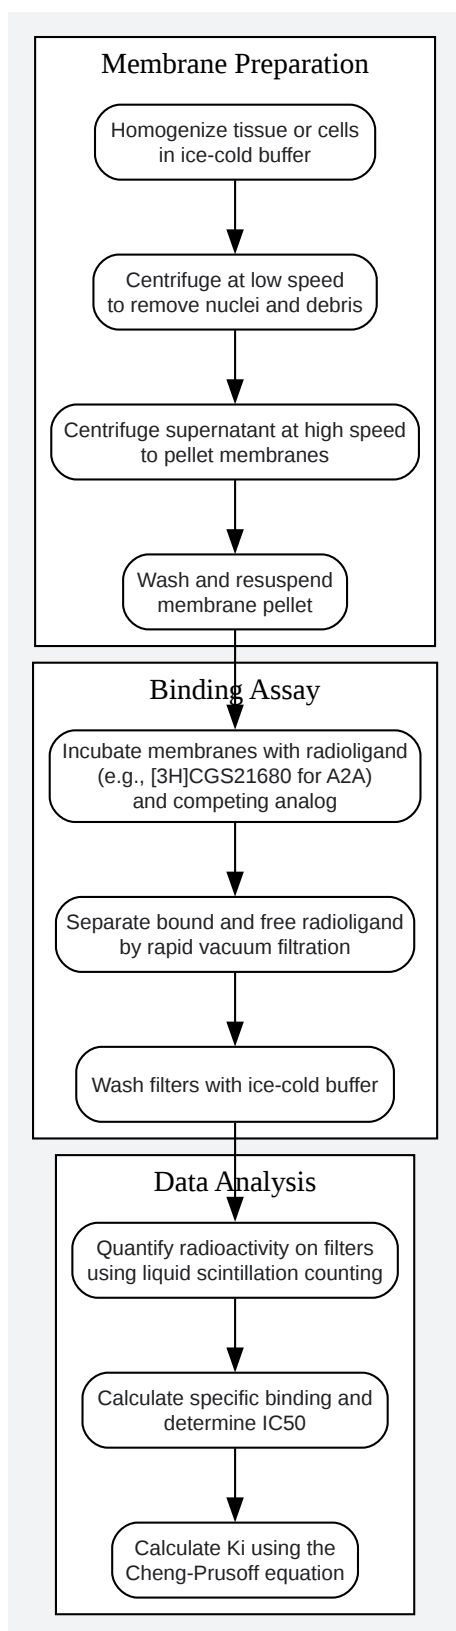 Membrane Preparation
Homogenize tissue or cells
in ice-cold buffer
Centrifuge at low speed
to remove nuclei and debris
Centrifuge supernatant at high speed
to pellet membranes
Wash and resuspend
membrane pellet
Binding Assay
Incubate membranes with radioligand
(e.g., [3H]CGS21680 for A2A)
and competing analog
Separate bound and free radioligand
by rapid vacuum filtration
Wash filters with ice-cold buffer
Data Analysis
Quantify radioactivity on filters
using liquid scintillation counting
Calculate specific binding and
determine IC50
Calculate Ki using the
Cheng-Prusoff equation